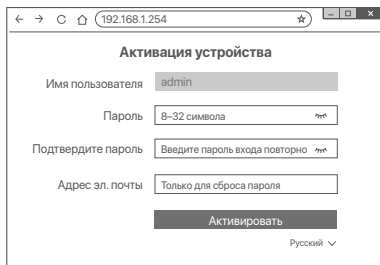 192.168.1.254
Активация устройства
Имя пользователя admin
Пароль 8–32 символа
Подтвердите пароль Введите пароль входа повторно
Адрес эл. почты Только для сброса пароля
Активировать
Русский